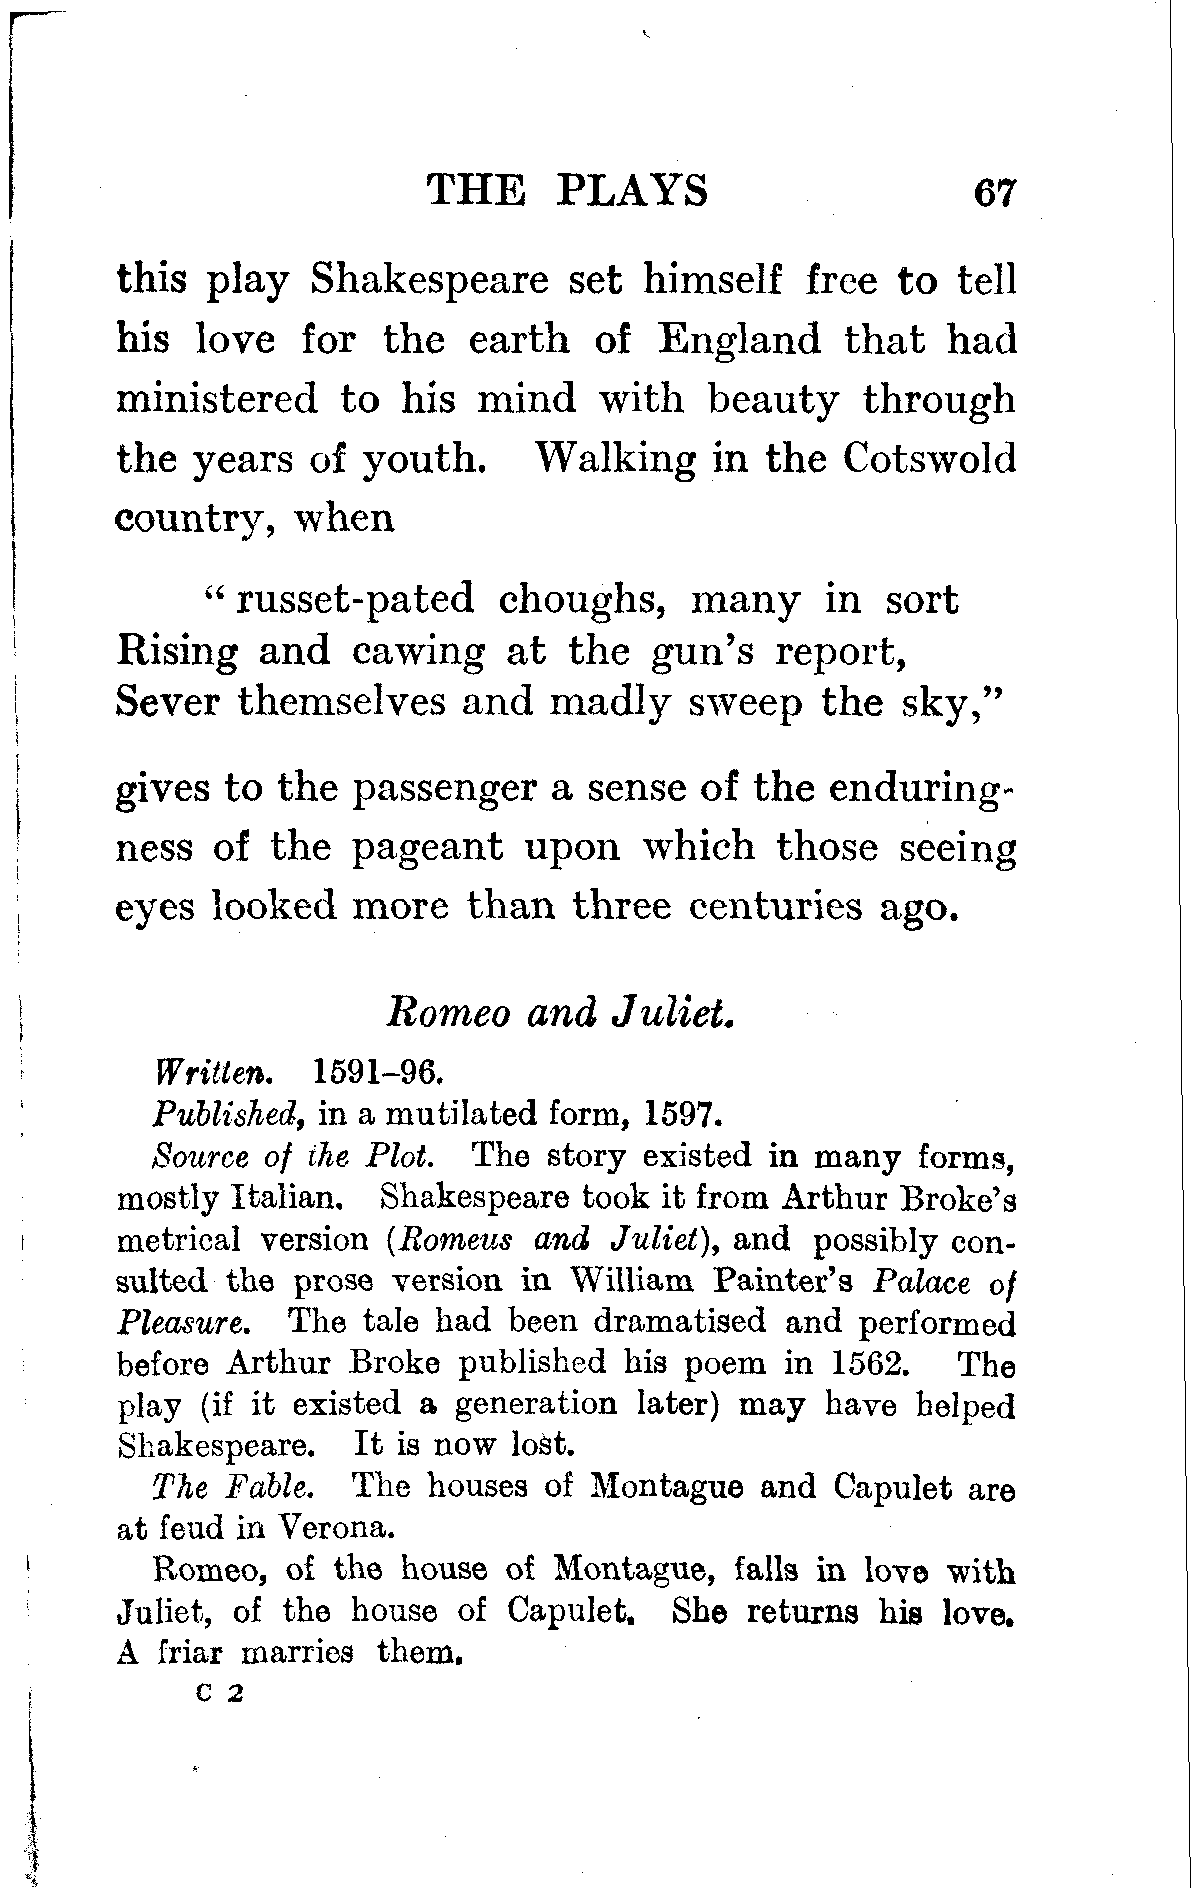 THE PLAYS 67
this play Shakespeare set himself free to tell
his love for the earth of England that had
ministered to his mind with beauty through
the years of youth. Walking in the Cotswold
country, when
“ russet-pated choughs, many in sort
Rising and cawing at the gun’s report,
Sever themselves and madly sweep the sky,”
gives to the passenger a sense of the enduring-
ness of the pageant upon which those seeing
eyes looked more than three centuries ago.
Romeo and Juliet.
Written. 1591–96.
Published, in a mutilated form, 1597.
Source of the Plot. The story existed in many forms,
mostly Italian. Shakespeare took it from Arthur Broke’s
metrical version (Romeus and Juliet), and possibly con-
sulted the prose version in William Painter’s Palace of
Pleasure. The tale had been dramatised and performed
before Arthur Broke published his poem in 1562. The
play (if it existed a generation later) may have helped
Shakespeare. It is now lost.
The Fable. The houses of Montague and Capulet are
at feud in Verona.
Romeo, of the house of Montague, falls in love with
Juliet, of the house of Capulet. She returns his love.
A friar marries them.
C 2